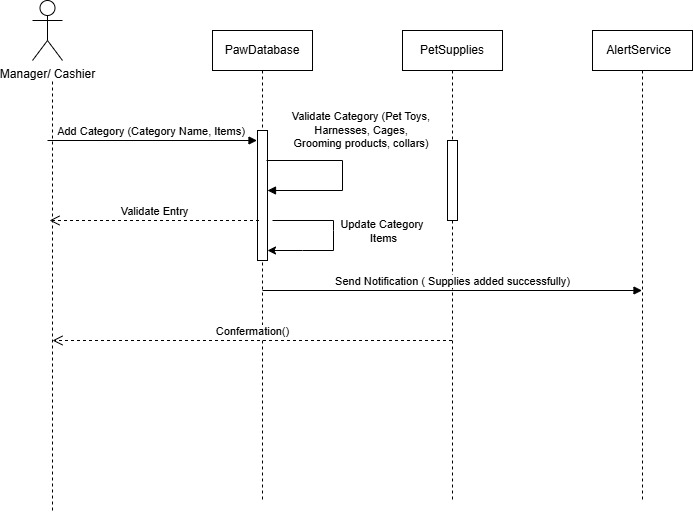 Manager/ Cashier
PawDatabase
PetSupplies
AlertService
Add Category (Category Name, Items)
Validate Category (Pet Toys,
Harnesses, Cages,
Grooming products, collars)
Validate Entry
Update Category
Items
Send Notification ( Supplies added successfully)
Confermation()